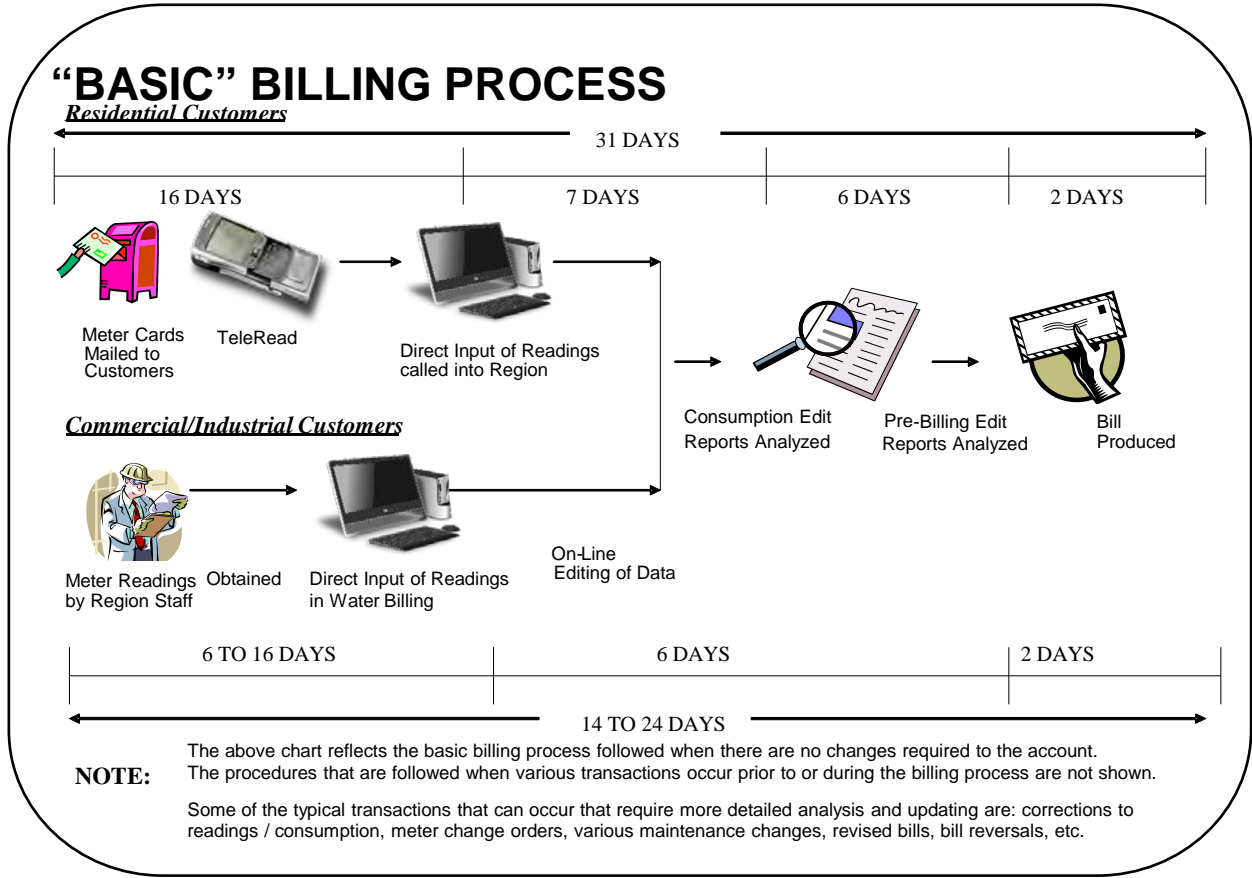 “BASIC” BILLING PROCESS
Residential Customers
31 DAYS
16 DAYS
7 DAYS
6 DAYS
2 DAYS
Meter Cards
Mailed to
Customers
TeleRead
Direct Input of Readings
called into Region
Consumption Edit
Reports Analyzed
Pre-Billing Edit
Reports Analyzed
Bill
Produced
Commercial/Industrial Customers
Meter Readings Obtained
by Region Staff
Direct Input of Readings
in Water Billing
On-Line
Editing of Data
6 TO 16 DAYS
6 DAYS
2 DAYS
14 TO 24 DAYS
NOTE:
The above chart reflects the basic billing process followed when there are no changes required to the account.
The procedures that are followed when various transactions occur prior to or during the billing process are not shown.
Some of the typical transactions that can occur that require more detailed analysis and updating are: corrections to
readings / consumption, meter change orders, various maintenance changes, revised bills, bill reversals, etc.